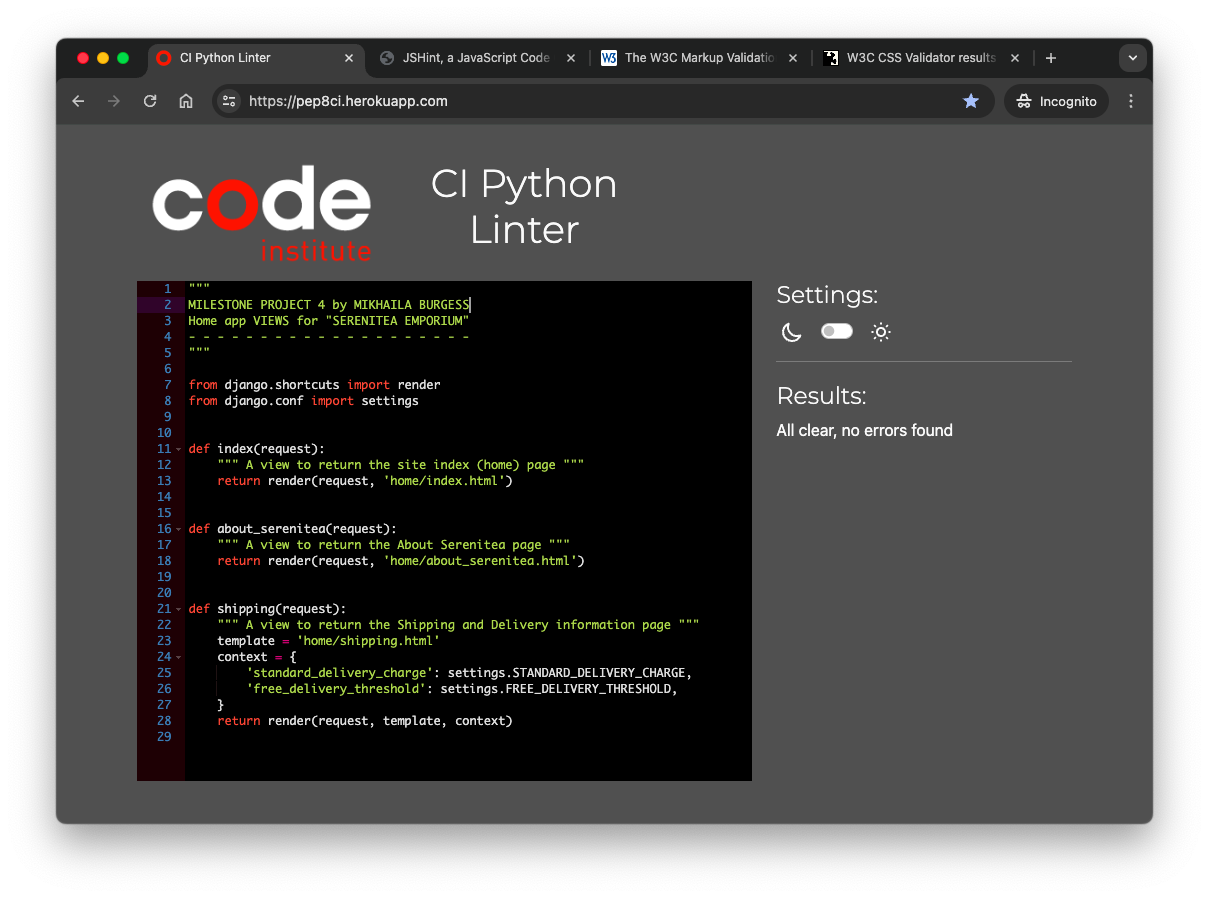 CI Python Linter
JSHint, a JavaScript Code
The W3C Markup Validatio
W3C CSS Validator results
https://pep8ci.herokuapp.com
Incognito
code
institute
CI Python
Linter
1 """
2 MILESTONE PROJECT 4 by MIKHAILA BURGESS
3 Home app VIEWS for "SERENITEA EMPORIUM"
4 - - - - - - - - - - - - - - - - - - - -
5 """
6
7 from django.shortcuts import render
8 from django.conf import settings
9
10
11 def index(request):
12     """ A view to return the site index (home) page """
13     return render(request, 'home/index.html')
14
15
16 def about_serenitea(request):
17     """ A view to return the About Serenitea page """
18     return render(request, 'home/about_serenitea.html')
19
20
21 def shipping(request):
22     """ A view to return the Shipping and Delivery information page """
23     template = 'home/shipping.html'
24     context = {
25         'standard_delivery_charge': settings.STANDARD_DELIVERY_CHARGE,
26         'free_delivery_threshold': settings.FREE_DELIVERY_THRESHOLD,
27     }
28     return render(request, template, context)
29
Settings:
Results:
All clear, no errors found